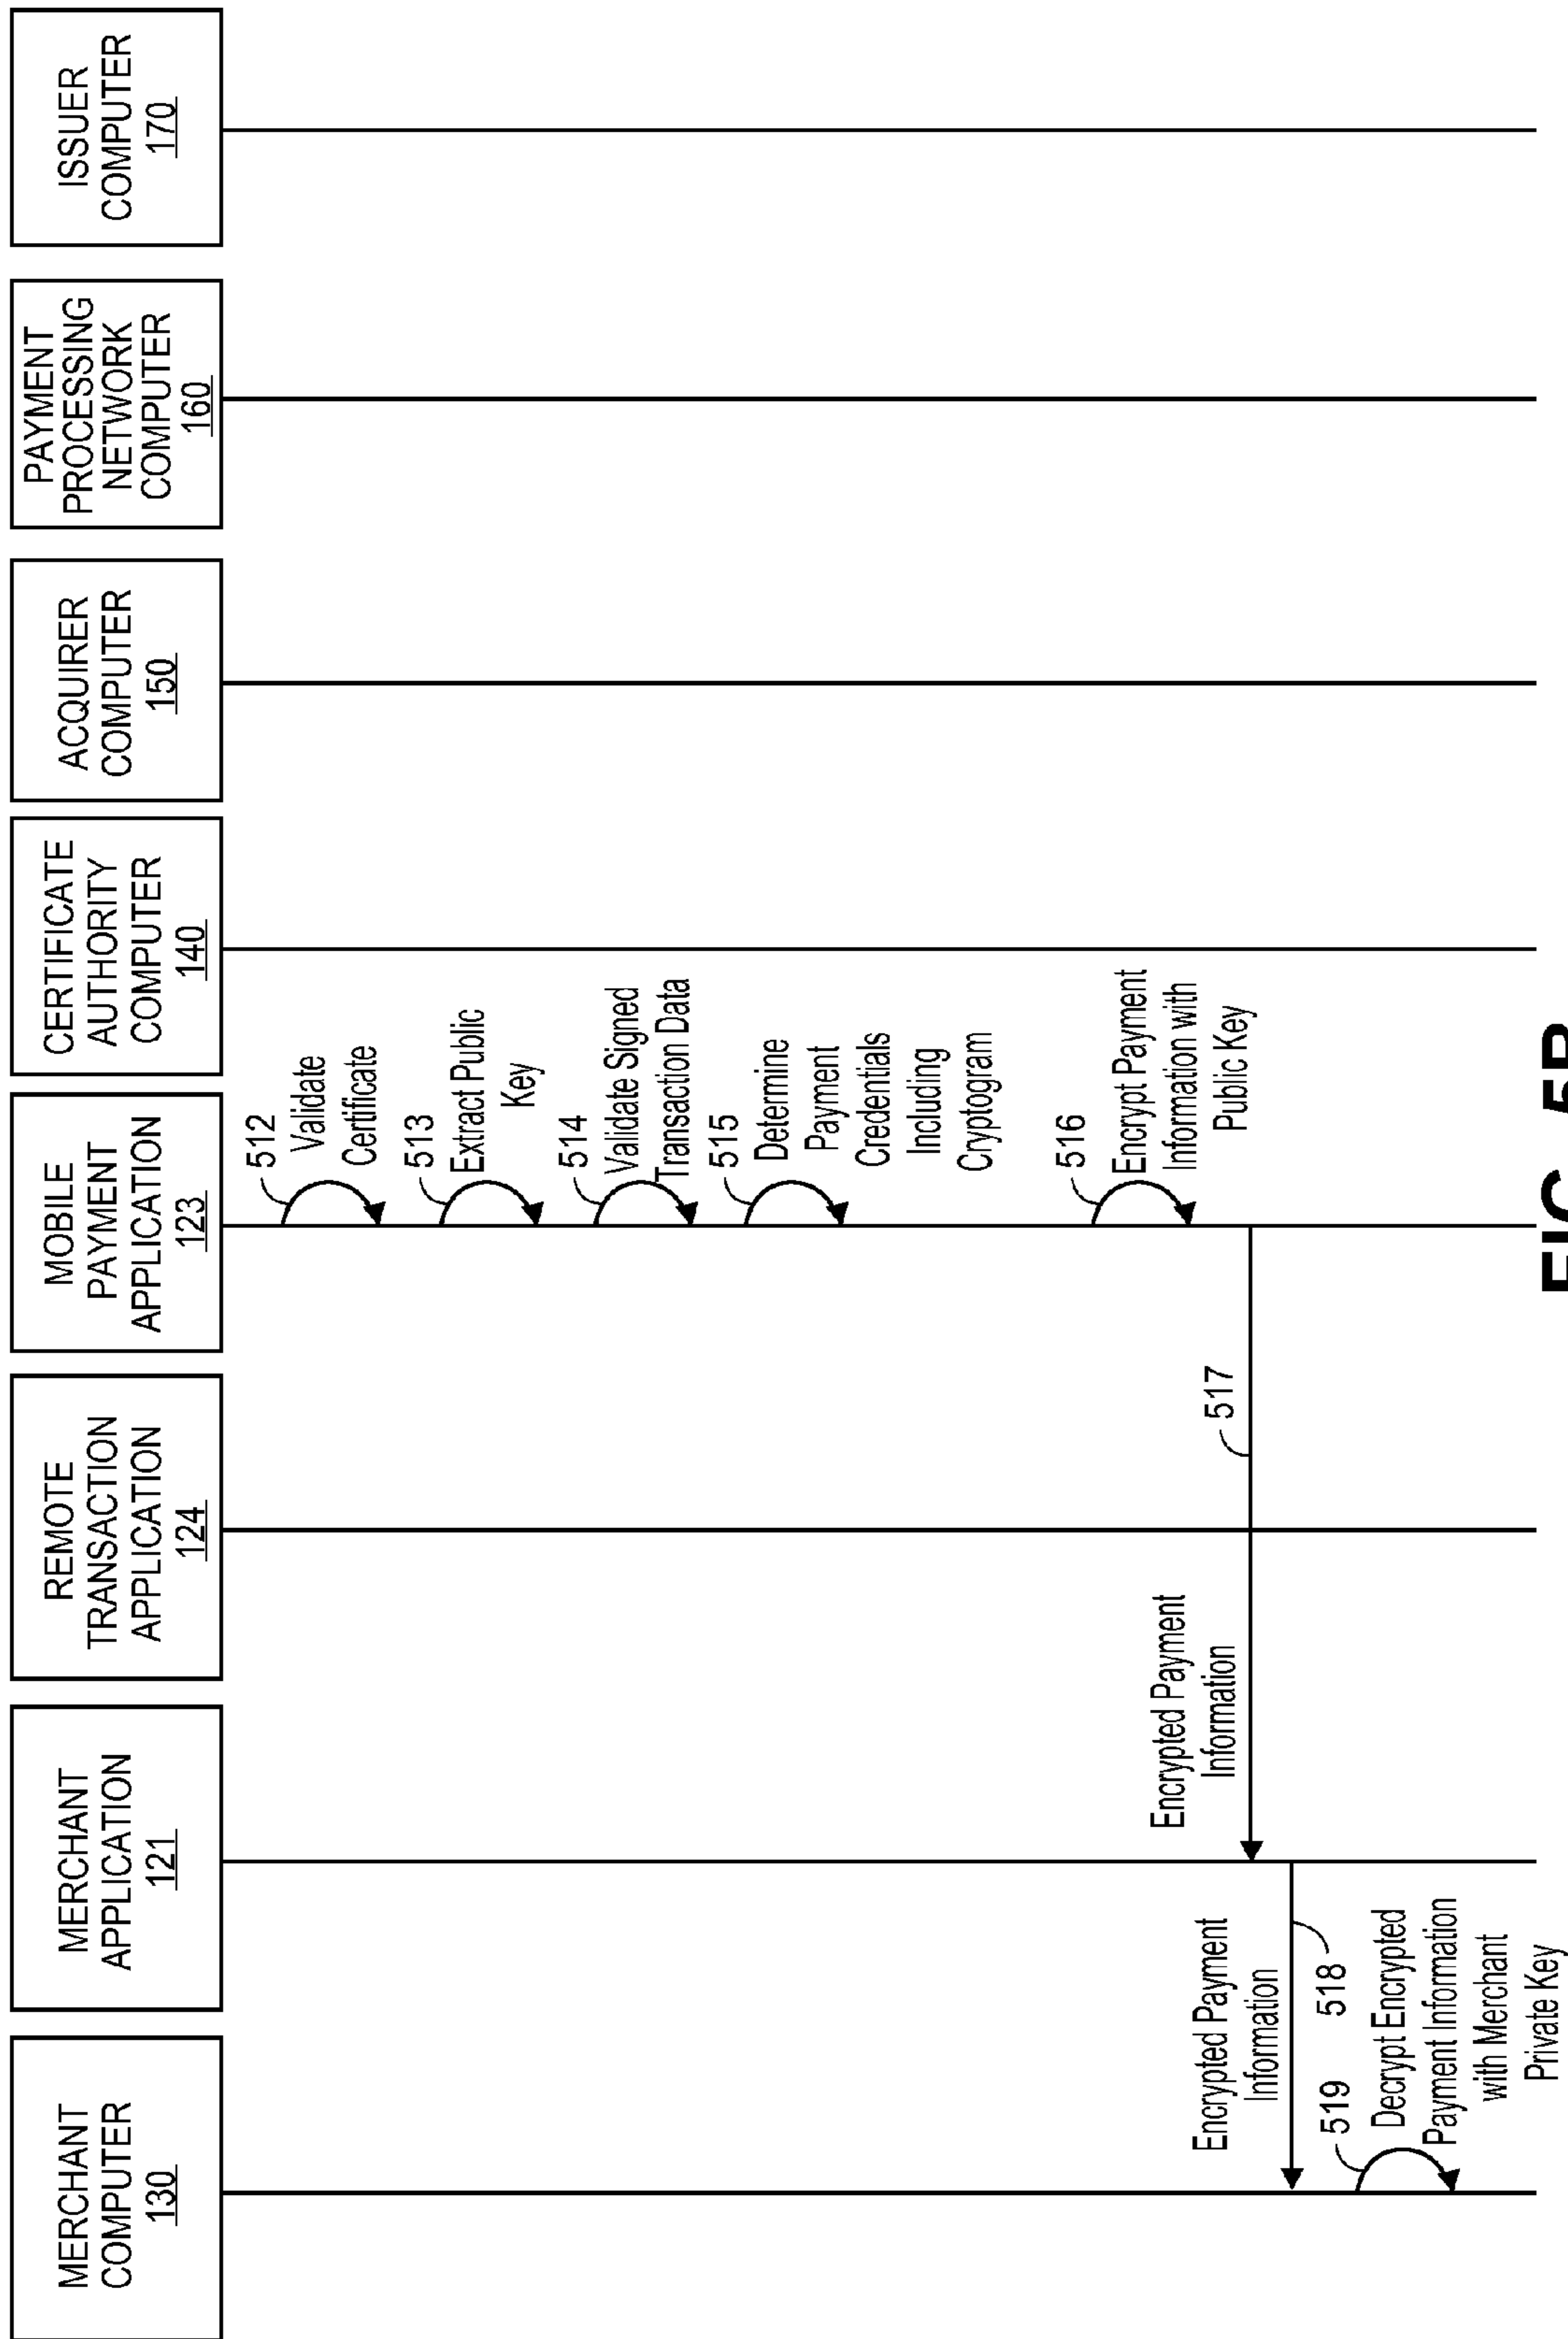 MERCHANT
COMPUTER
130
MERCHANT
APPLICATION
121
REMOTE
TRANSACTION
APPLICATION
124
MOBILE
PAYMENT
APPLICATION
123
CERTIFICATE
AUTHORITY
COMPUTER
140
ACQUIRER
COMPUTER
150
PAYMENT
PROCESSING
NETWORK
COMPUTER
160
ISSUER
COMPUTER
170
512
Validate
Certificate
513
Extract Public
Key
514
Validate Signed
Transaction Data
515
Determine
Payment
Credentials
Including
Cryptogram
516
Encrypt Payment
Information with
Public Key
517
Encrypted Payment
Information
Encrypted Payment
Information
518
519
Decrypt Encrypted
Payment Information
with Merchant
Private Key
FIG. 5B